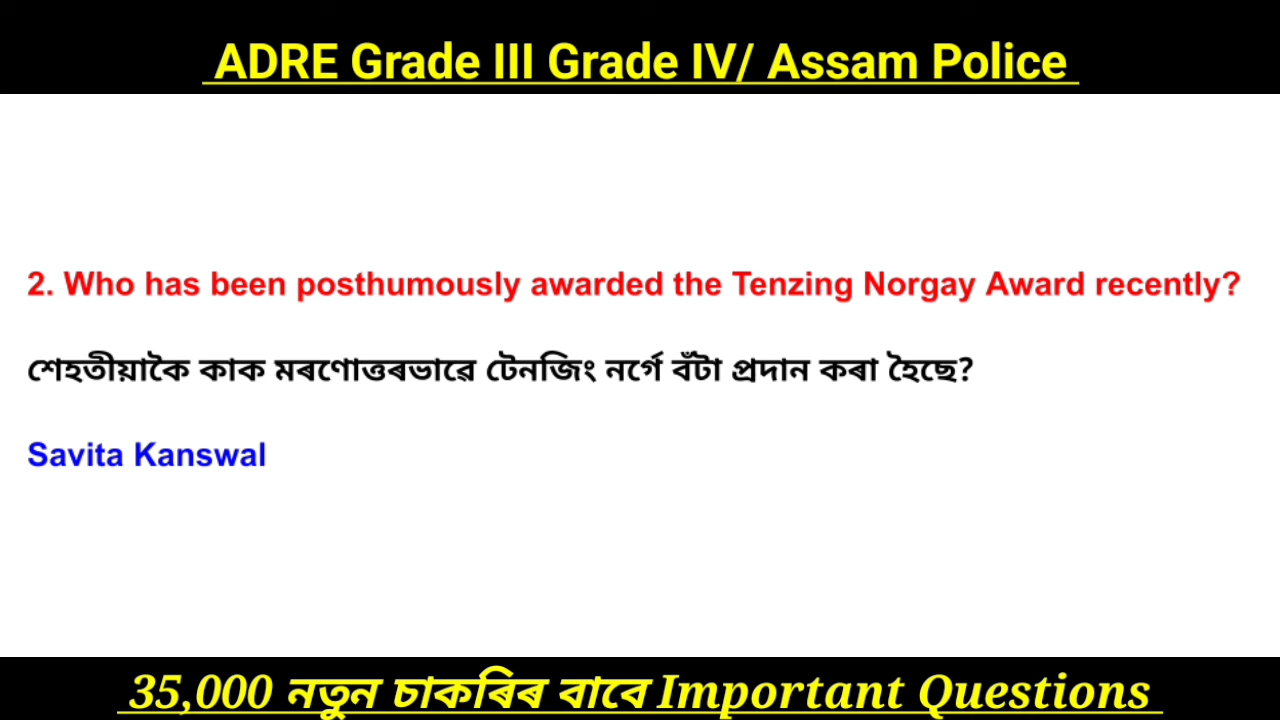 ADRE Grade III Grade IV/ Assam Police
2. Who has been posthumously awarded the Tenzing Norgay Award recently?
শেহতীয়াকৈ কাক মৰণোত্তৰভাৱে টেনজিং নৰ্গে বঁটা প্ৰদান কৰা হৈছে?
Savita Kanswal
35,000 নতুন চাকৰিৰ বাবে Important Questions